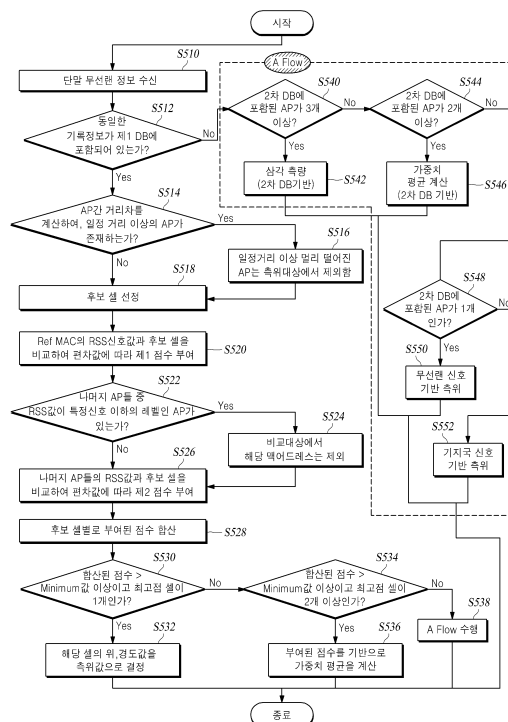 시작
S510
단말 무선랜 정보 수신
S512
동일한
기록정보가 제1 DB에
포함되어 있는가?
No
Yes
S514
AP간 거리차를
계산하여, 일정 거리 이상의 AP가
존재하는가?
Yes
No
S516
일정거리 이상 멀리 떨어진
AP는 측위대상에서 제외함
S518
후보 셀 선정
Ref MAC의 RSS신호값과 후보 셀을
비교하여 편차값에 따라 제1 점수 부여
S520
S522
나머지 AP들 중
RSS값이 특정신호 이하의 레벨인 AP가
있는가?
Yes
No
S524
비교대상에서
해당 맥어드레스는 제외
S526
나머지 AP들의 RSS값과 후보 셀을
비교하여 편차값에 따라 제2 점수 부여
후보 셀별로 부여된 점수 합산
S528
S530
합산된 점수 >
Minimum값 이상이고 최고점 셀이
1개인가?
No
Yes
S532
해당 셀의 위,경도값을
측위값으로 결정
S534
합산된 점수 >
Minimum값 이상이고 최고점 셀이
2개 이상인가?
No
Yes
S536
부여된 점수를 기반으로
가중치 평균을 계산
S538
A Flow 수행
종료
A Flow
S540
2차 DB에
포함된 AP가 3개
이상?
No
Yes
삼각 측량
(2차 DB기반)
S542
S544
2차 DB에
포함된 AP가 2개
이상?
No
Yes
가중치
평균 계산
(2차 DB 기반)
S546
S548
2차 DB에
포함된 AP가 1개
인가?
No
Yes
S550
무선랜 신호
기반 측위
S552
기지국 신호
기반 측위